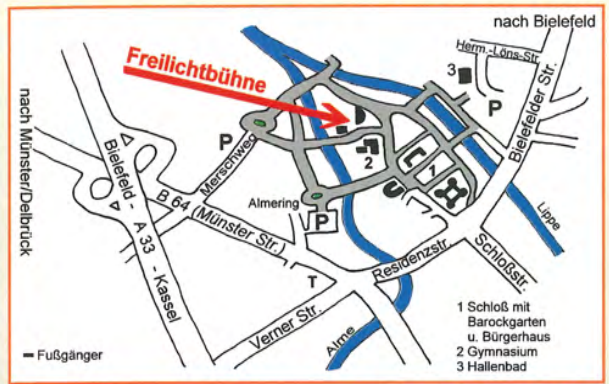 nach Bielefeld
Herm.-Löns-Str.
3
P
Bielefelder Str.
Freilichtbühne
nach Münster/Delbrück
Bielefeld - A 33 - Kassel
P
Merschweg
2
1
B 64 (Münster Str.)
Almering
P
Lippe
T
Residenzstr.
Schloßstr.
Verner Str.
Alme
1 Schloß mit
Barockgarten
u. Bürgerhaus
2 Gymnasium
3 Hallenbad
Fußgänger